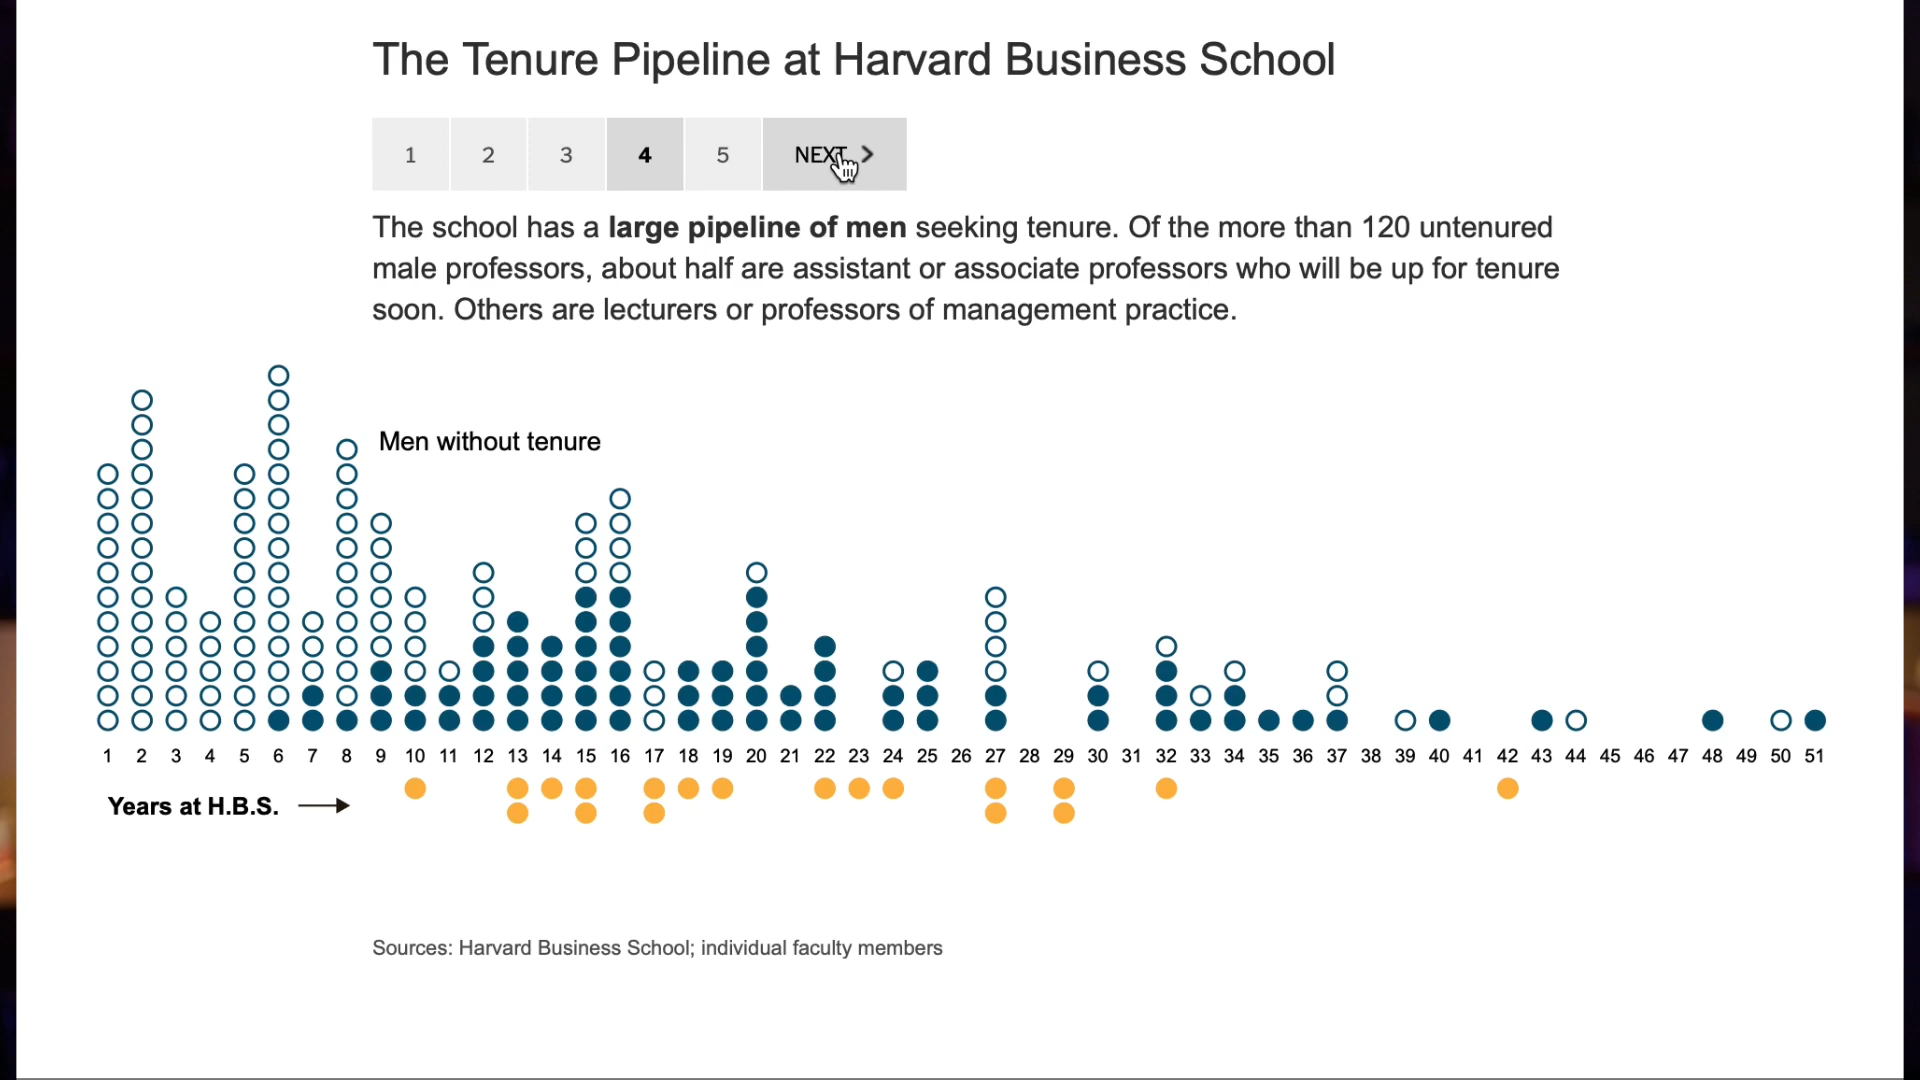 The Tenure Pipeline at Harvard Business School
1 2 3 4 5 NEXT
The school has a large pipeline of men seeking tenure. Of the more than 120 untenured
male professors, about half are assistant or associate professors who will be up for tenure
soon. Others are lecturers or professors of management practice.
Men without tenure
1 2 3 4 5 6 7 8 9 10 11 12 13 14 15 16 17 18 19 20 21 22 23 24 25 26 27 28 29 30 31 32 33 34 35 36 37 38 39 40 41 42 43 44 45 46 47 48 49 50 51
Years at H.B.S.
Sources: Harvard Business School; individual faculty members